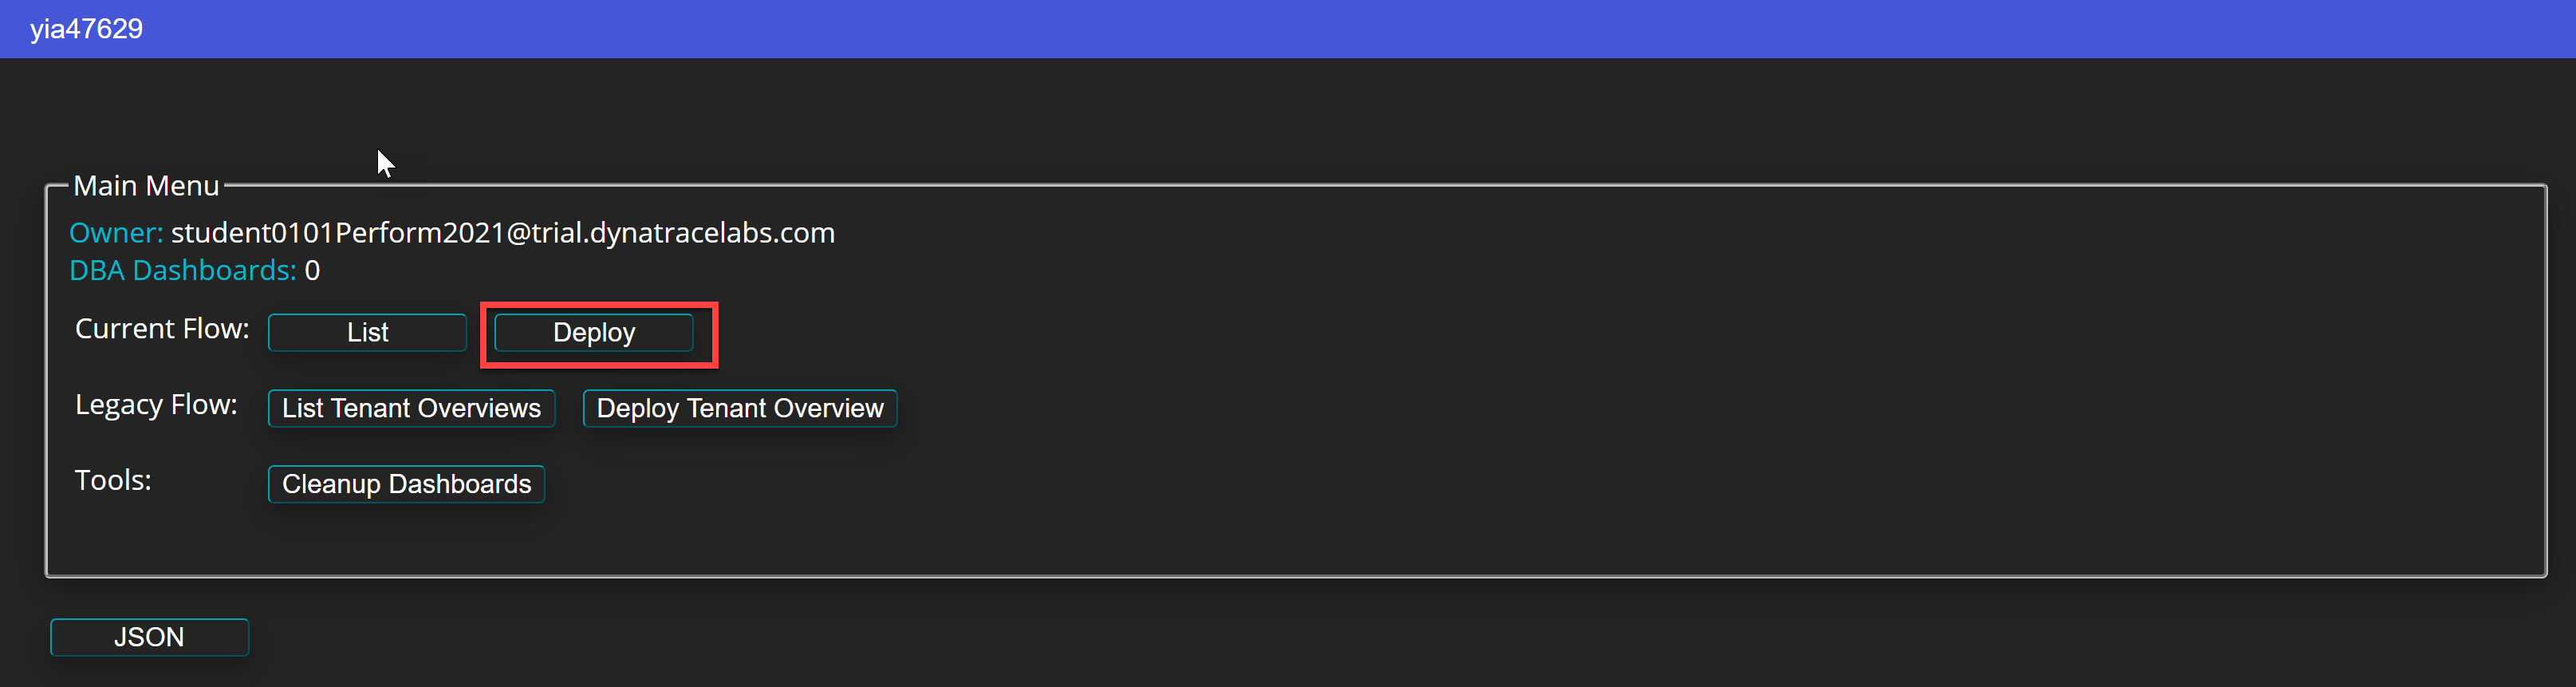 yia47629
Main Menu
Owner: student0101Perform2021@trial.dynatracelabs.com
DBA Dashboards: 0
Current Flow: List Deploy
Legacy Flow: List Tenant Overviews Deploy Tenant Overview
Tools: Cleanup Dashboards
JSON